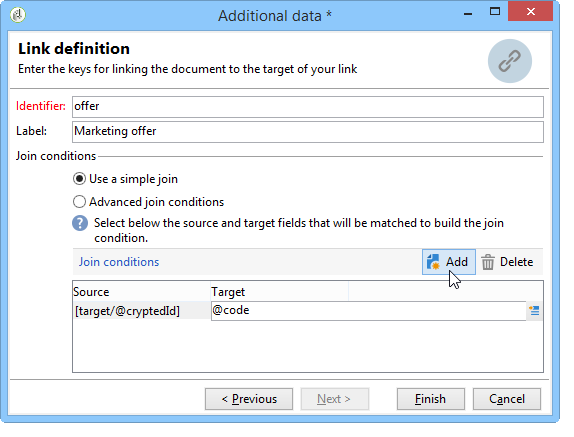 Additional data *
Link definition
Enter the keys for linking the document to the target of your link
Identifier: offer
Label: Marketing offer
Join conditions
Use a simple join
Advanced join conditions
? Select below the source and target fields that will be matched to build the join
condition.
Join conditions Add Delete
Source Target
[target/@cryptedId] @code
< Previous Next > Finish Cancel